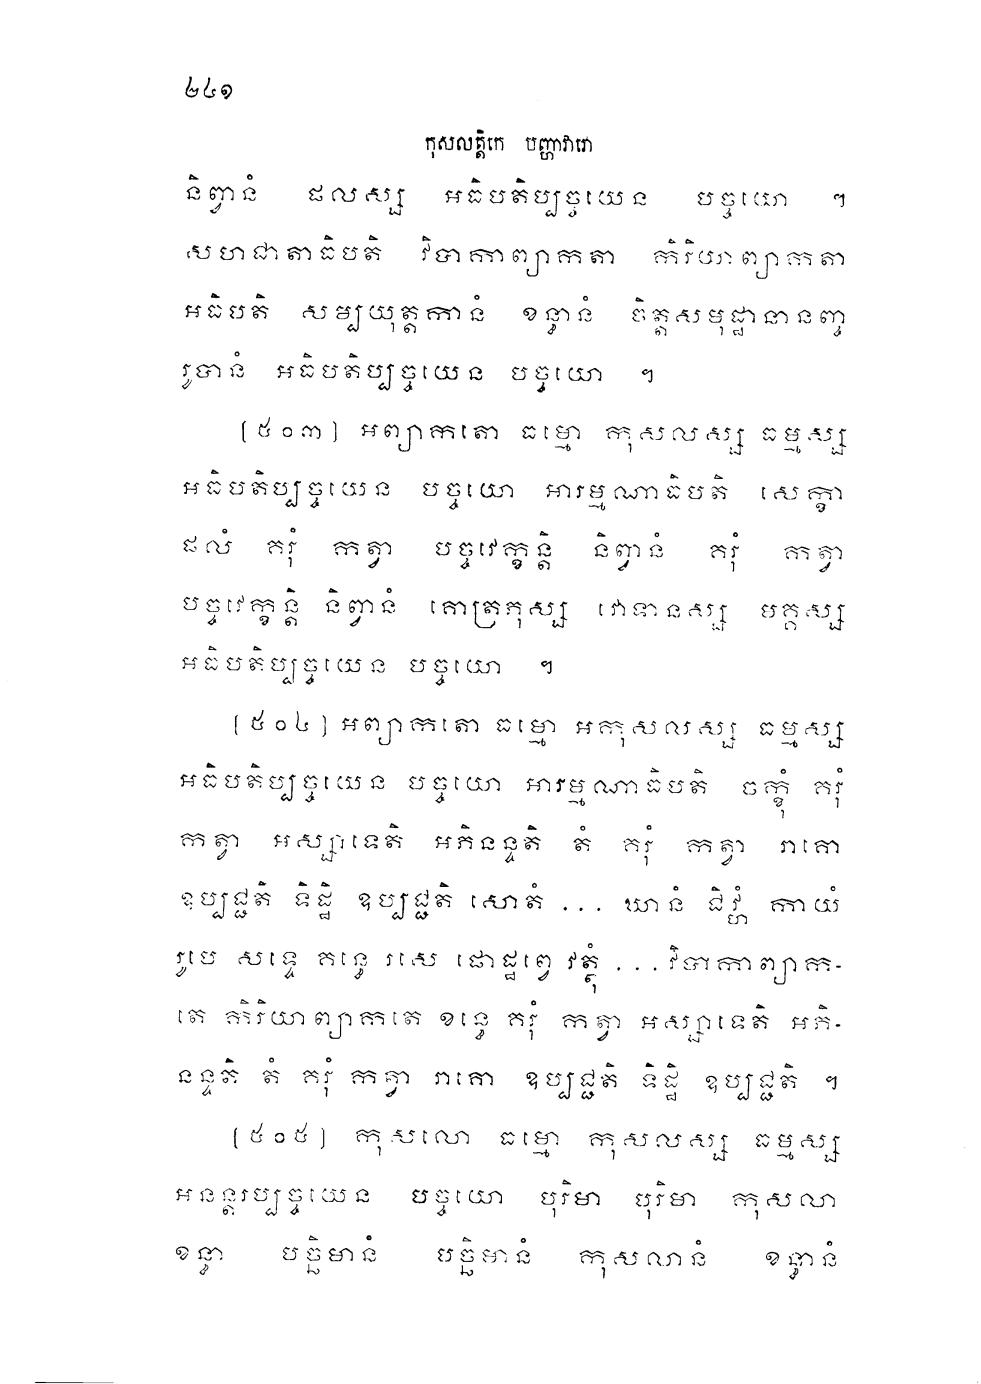 ២៤១
កុសលត្តិកេ បញ្ហាវារោ
និព្វានំ ផលស្ស អធិបតិប្បច្ចយេន បច្ចយោ ។
សហជាតាធិបតិ វិបាកាព្យាកតា កិរិយាព្យាកតា
អធិបតិ សម្បយុត្តកានំ ខន្ធានំ ចិត្តសមុដ្ឋានានញ្ច
រូបានំ អធិបតិប្បច្ចយេន បច្ចយោ ។
[៥០៣] អព្យាកតោ ធម្មោ កុសលស្ស ធម្មស្ស
អធិបតិប្បច្ចយេន បច្ចយោ អារម្មណាធិបតិ សេក្ខា
ផលំ គរុំ កត្វា បច្ចវេក្ខន្តិ និព្វានំ គរុំ កត្វា
បច្ចវេក្ខន្តិ និព្វានំ គោត្រភុស្ស វោទានស្ស មគ្គស្ស
អធិបតិប្បច្ចយេន បច្ចយោ ។
[៥០៤] អព្យាកតោ ធម្មោ អកុសលស្ស ធម្មស្ស
អធិបតិប្បច្ចយេន បច្ចយោ អារម្មណាធិបតិ ចក្ខុំ គរុំ
កត្វា អស្សាទេតិ អភិនន្ទតិ តំ គរុំ កត្វា រាគោ
ឧប្បជ្ជតិ ទិដ្ឋិ ឧប្បជ្ជតិ សោតំ ... ឃានំ ជិវ្ហំ កាយំ
រូបេ សទ្ទេ គន្ធេ រសេ ផោដ្ឋព្វេ វត្ថុំ ... វិបាកាព្យាក-
តេ កិរិយាព្យាកតេ ខន្ធេ គរុំ កត្វា អស្សាទេតិ អភិ-
នន្ទតិ តំ គរុំ កត្វា រាគោ ឧប្បជ្ជតិ ទិដ្ឋិ ឧប្បជ្ជតិ ។
[៥០៥] កុសលោ ធម្មោ កុសលស្ស ធម្មស្ស
អនន្តរប្បច្ចយេន បច្ចយោ បុរិមា បុរិមា កុសលា
ខន្ធា បច្ឆិមានំ បច្ឆិមានំ កុសលានំ ខន្ធានំ